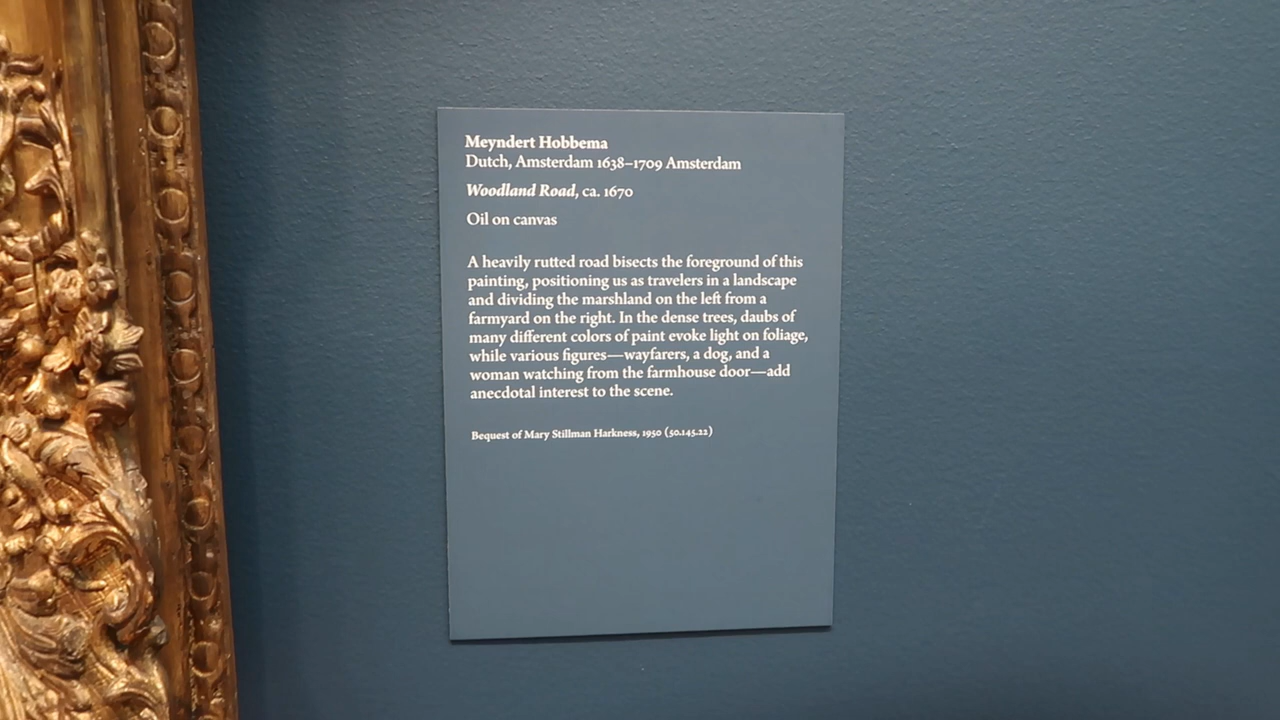 Meyndert Hobbema
Dutch, Amsterdam 1638–1709 Amsterdam
Woodland Road, ca. 1670
Oil on canvas
A heavily rutted road bisects the foreground of this
painting, positioning us as travelers in a landscape
and dividing the marshland on the left from a
farmyard on the right. In the dense trees, daubs of
many different colors of paint evoke light on foliage,
while various figures—wayfarers, a dog, and a
woman watching from the farmhouse door—add
anecdotal interest to the scene.
Bequest of Mary Stillman Harkness, 1950 (50.145.22)